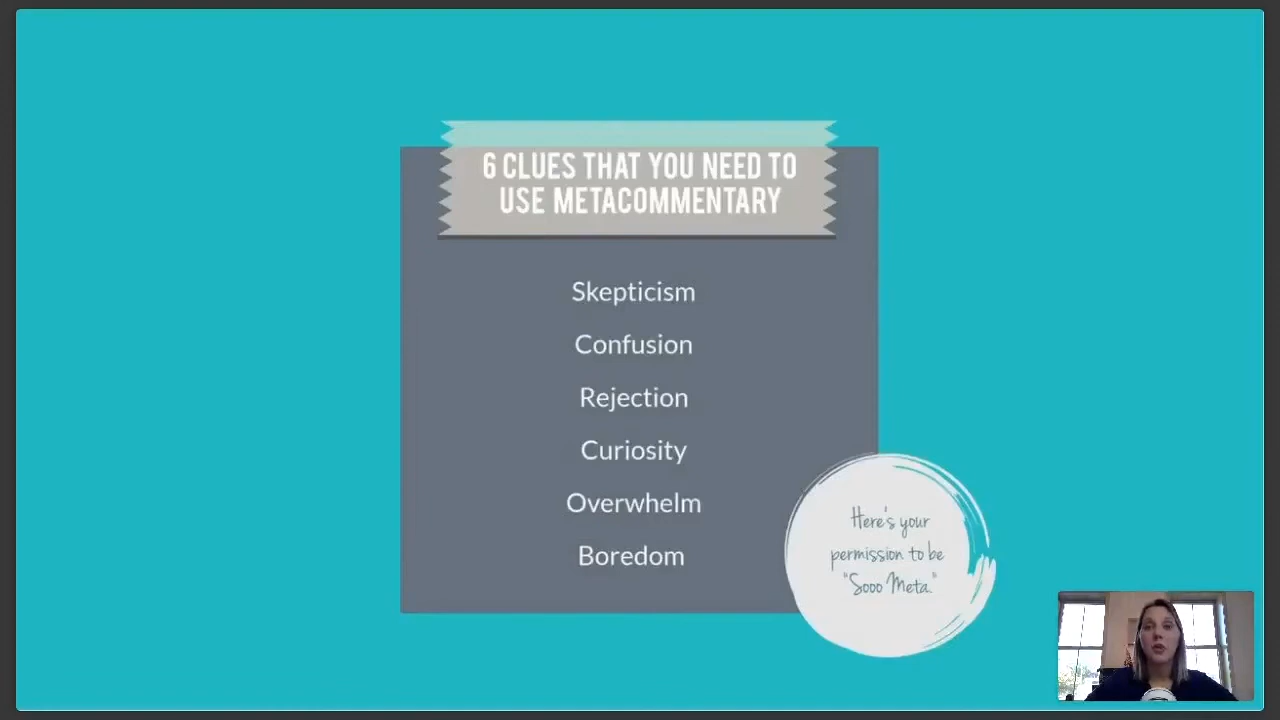 6 CLUES THAT YOU NEED TO
USE METACOMMENTARY
Skepticism
Confusion
Rejection
Curiosity
Overwhelm
Boredom
Here's your
permission to be
"Sooo Meta."